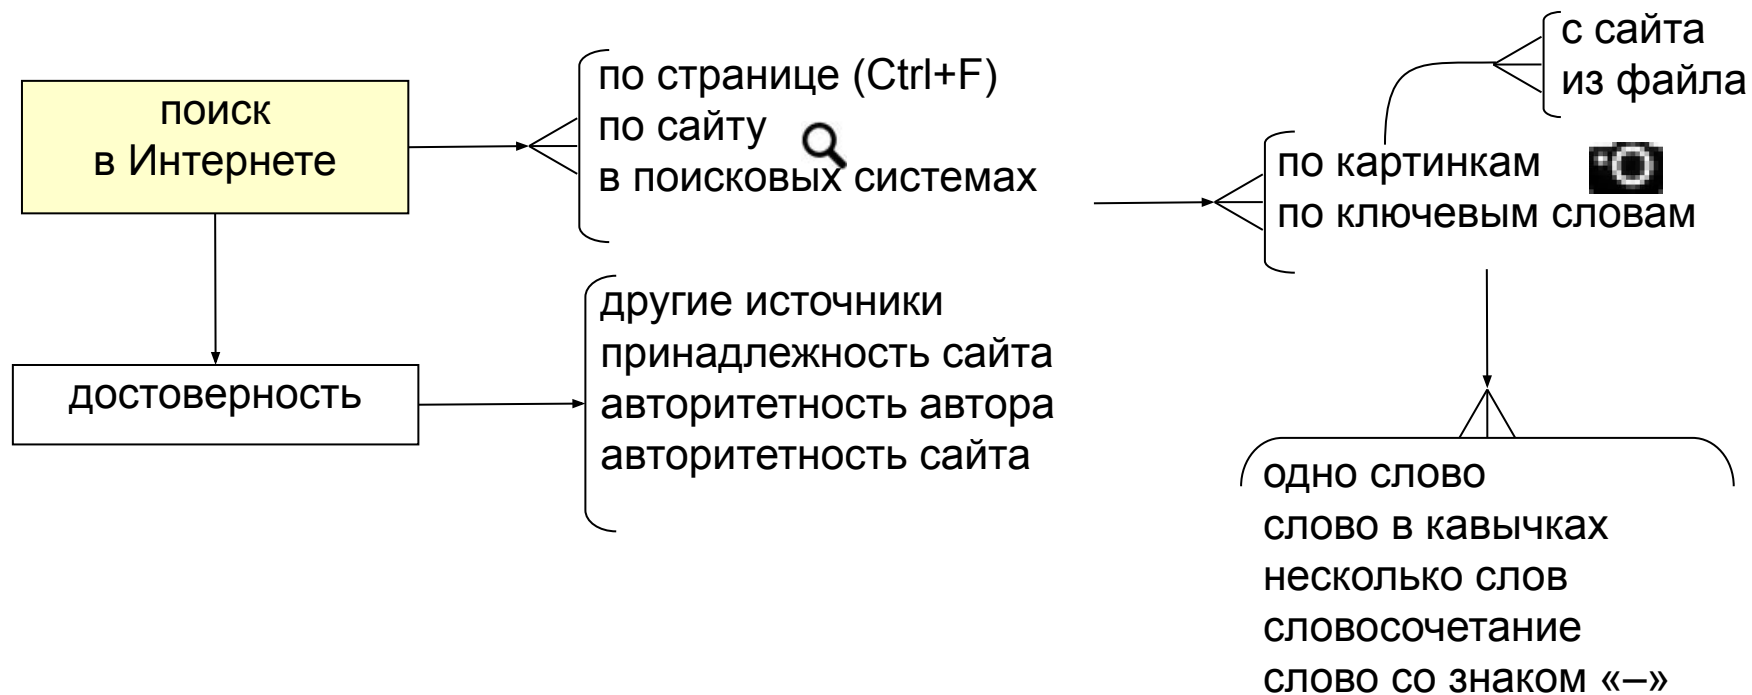 поиск
в Интернете
по странице (Ctrl+F)
по сайту
в поисковых системах
с сайта
из файла
по картинкам
по ключевым словам
достоверность
другие источники
принадлежность сайта
авторитетность автора
авторитетность сайта
одно слово
слово в кавычках
несколько слов
словосочетание
слово со знаком «–»